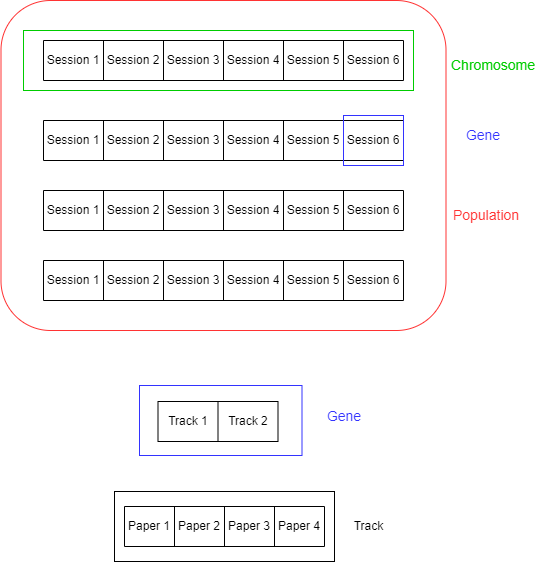 Session 1 Session 2 Session 3 Session 4 Session 5 Session 6
Chromosome
Session 1 Session 2 Session 3 Session 4 Session 5 Session 6
Gene
Session 1 Session 2 Session 3 Session 4 Session 5 Session 6
Population
Session 1 Session 2 Session 3 Session 4 Session 5 Session 6
Track 1 Track 2
Gene
Paper 1 Paper 2 Paper 3 Paper 4
Track